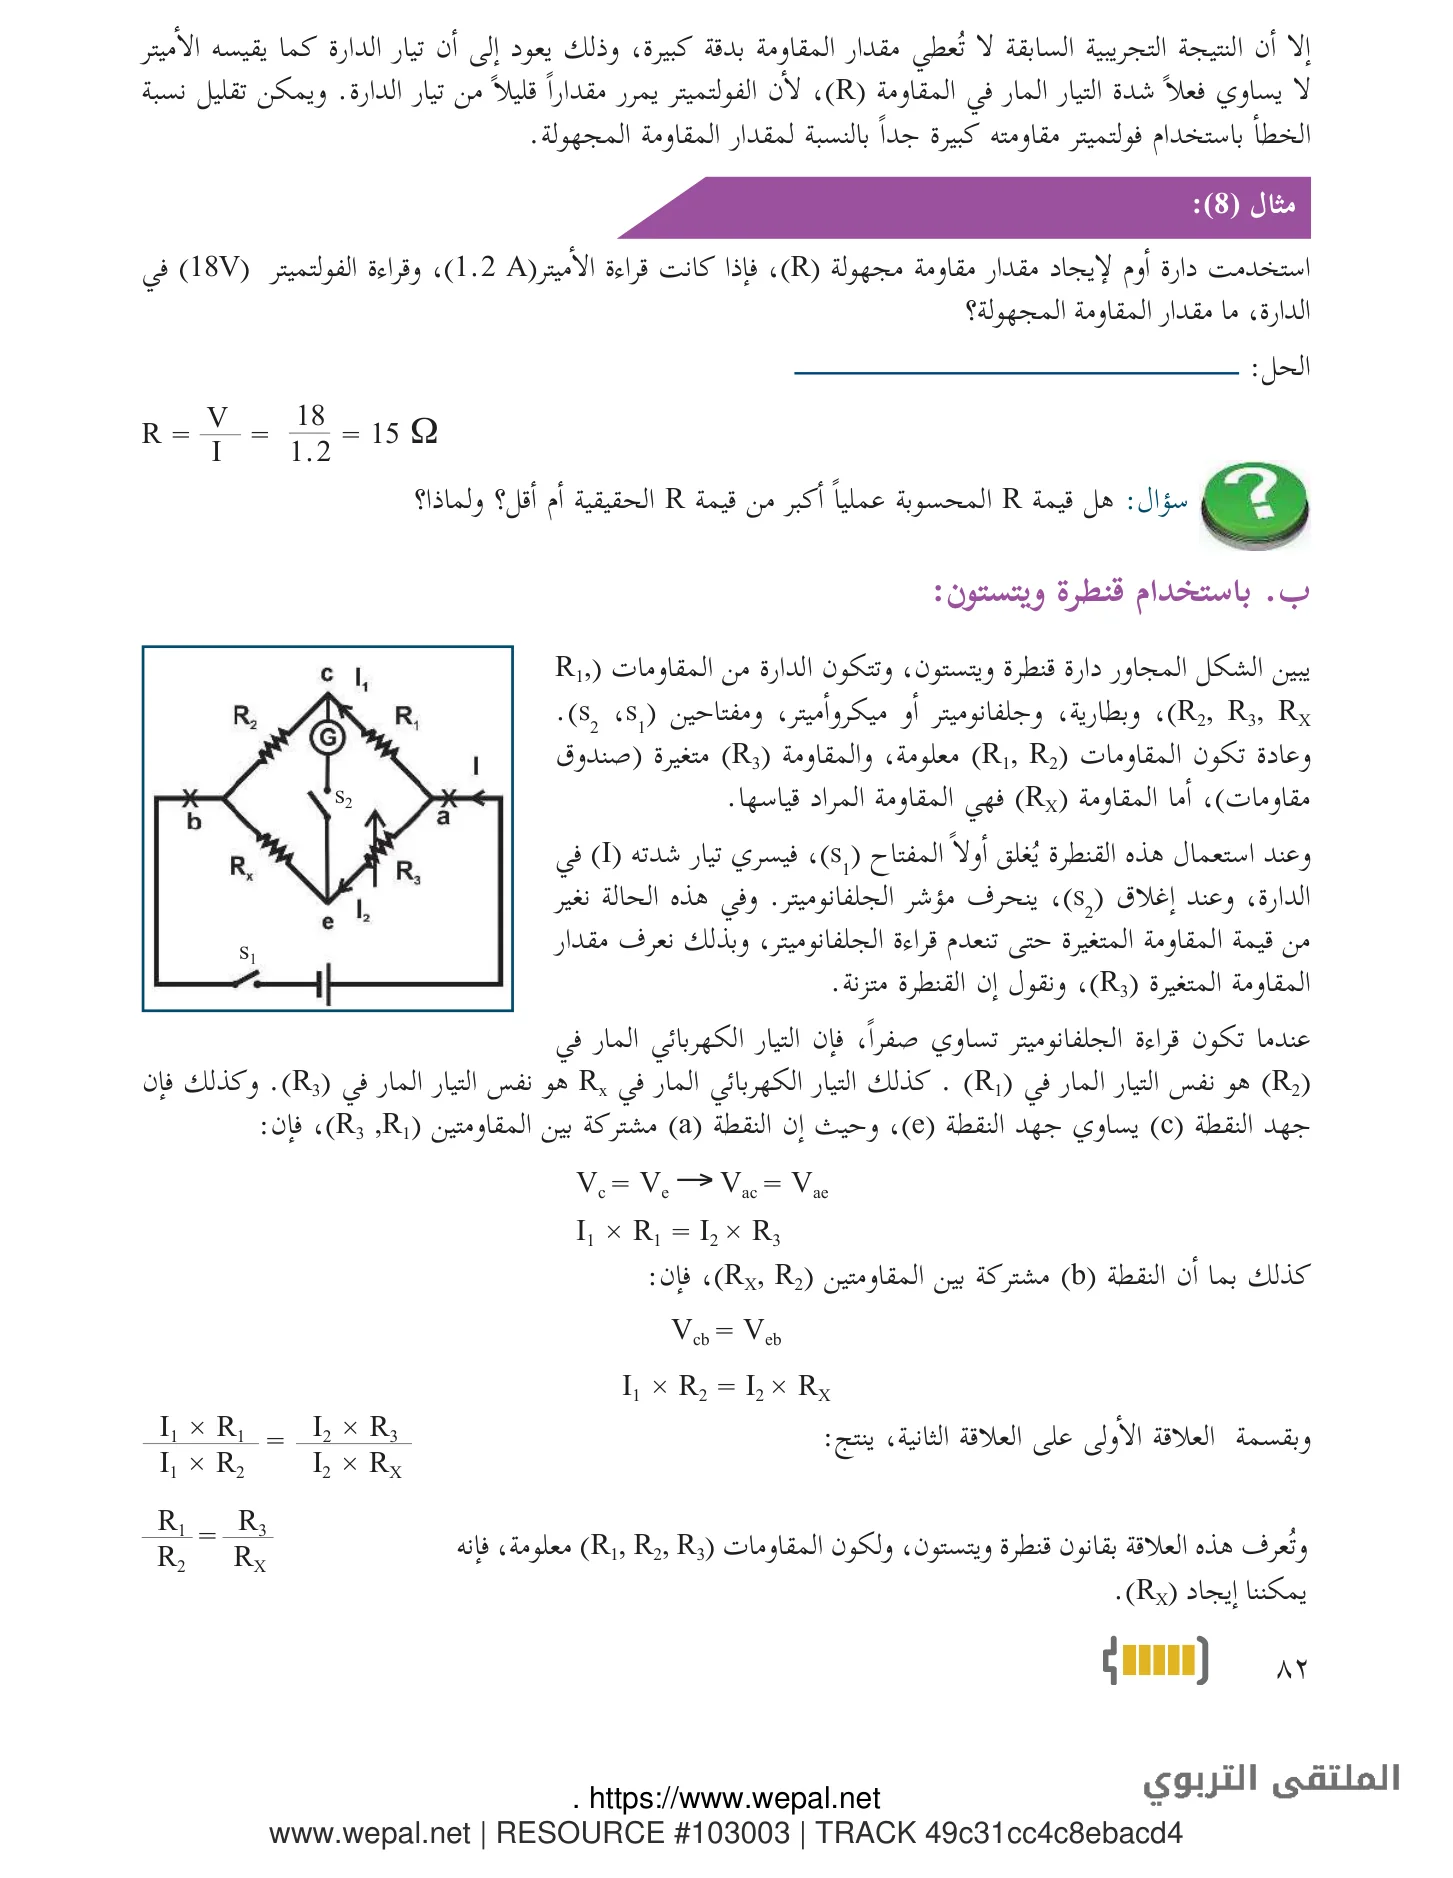 إلا أن النتيجة التجريبية السابقة لا تُعطي مقدار المقاومة بدقة كبيرة، وذلك يعود إلى أن تيار الدارة كما يقيسه الأميتر
لا يساوي فعلاً شدة التيار المار في المقاومة (R)، لأن الفولتميتر يمرر مقداراً قليلاً من تيار الدارة. ويمكن تقليل نسبة
الخطأ باستخدام فولتميتر مقاومته كبيرة جداً بالنسبة لمقدار المقاومة المجهولة.
مثال (8):
استخدمت دارة أوم لإيجاد مقدار مقاومة مجهولة (R)، فإذا كانت قراءة الأميتر(1.2 A)، وقراءة الفولتميتر (18V) في
الدارة، ما مقدار المقاومة المجهولة؟
الحل:
R = V/I = 18/1.2 = 15 Ω
سؤال: هل قيمة R المحسوبة عملياً أكبر من قيمة R الحقيقية أم أقل؟ ولماذا؟
ب. باستخدام قنطرة ويتستون:
يبين الشكل المجاور دارة قنطرة ويتستون، وتتكون الدارة من المقاومات (R₁,
R₂, R₃, Rₓ)، وبطارية، وجلفانوميتر أو ميكروأميتر، ومفتاحين (s₁، s₂).
وعادة تكون المقاومات (R₁, R₂) معلومة، والمقاومة (R₃) متغيرة (صندوق
مقاومات)، أما المقاومة (Rₓ) فهي المقاومة المراد قياسها.
وعند استعمال هذه القنطرة يُغلق أولاً المفتاح (s₁)، فيسري تيار شدته (I) في
الدارة، وعند إغلاق (s₂)، ينحرف مؤشر الجلفانوميتر. وفي هذه الحالة نغير
من قيمة المقاومة المتغيرة حتى تنعدم قراءة الجلفانوميتر، وبذلك نعرف مقدار
المقاومة المتغيرة (R₃)، ونقول إن القنطرة متزنة.
c I₁
R₂ R₁
G
I
s₂
b a
Rₓ R₃
I₂
e
s₁
عندما تكون قراءة الجلفانوميتر تساوي صفراً، فإن التيار الكهربائي المار في
(R₂) هو نفس التيار المار في (R₁) . كذلك التيار الكهربائي المار في Rₓ هو نفس التيار المار في (R₃). وكذلك فإن
جهد النقطة (c) يساوي جهد النقطة (e)، وحيث إن النقطة (a) مشتركة بين المقاومتين (R₃ ,R₁)، فإن:
V_c = V_e → V_ac = V_ae
I₁ × R₁ = I₂ × R₃
كذلك بما أن النقطة (b) مشتركة بين المقاومتين (Rₓ, R₂)، فإن:
V_cb = V_eb
I₁ × R₂ = I₂ × Rₓ
وبقسمة العلاقة الأولى على العلاقة الثانية، ينتج:
I₁ × R₁ / I₁ × R₂ = I₂ × R₃ / I₂ × Rₓ
وتُعرف هذه العلاقة بقانون قنطرة ويتستون، ولكون المقاومات (R₁, R₂, R₃) معلومة، فإنه
R₁/R₂ = R₃/Rₓ
يمكننا إيجاد (Rₓ).
٨٢
الملتقى التربوي
. https://www.wepal.net
www.wepal.net | RESOURCE #103003 | TRACK 49c31cc4c8ebacd4